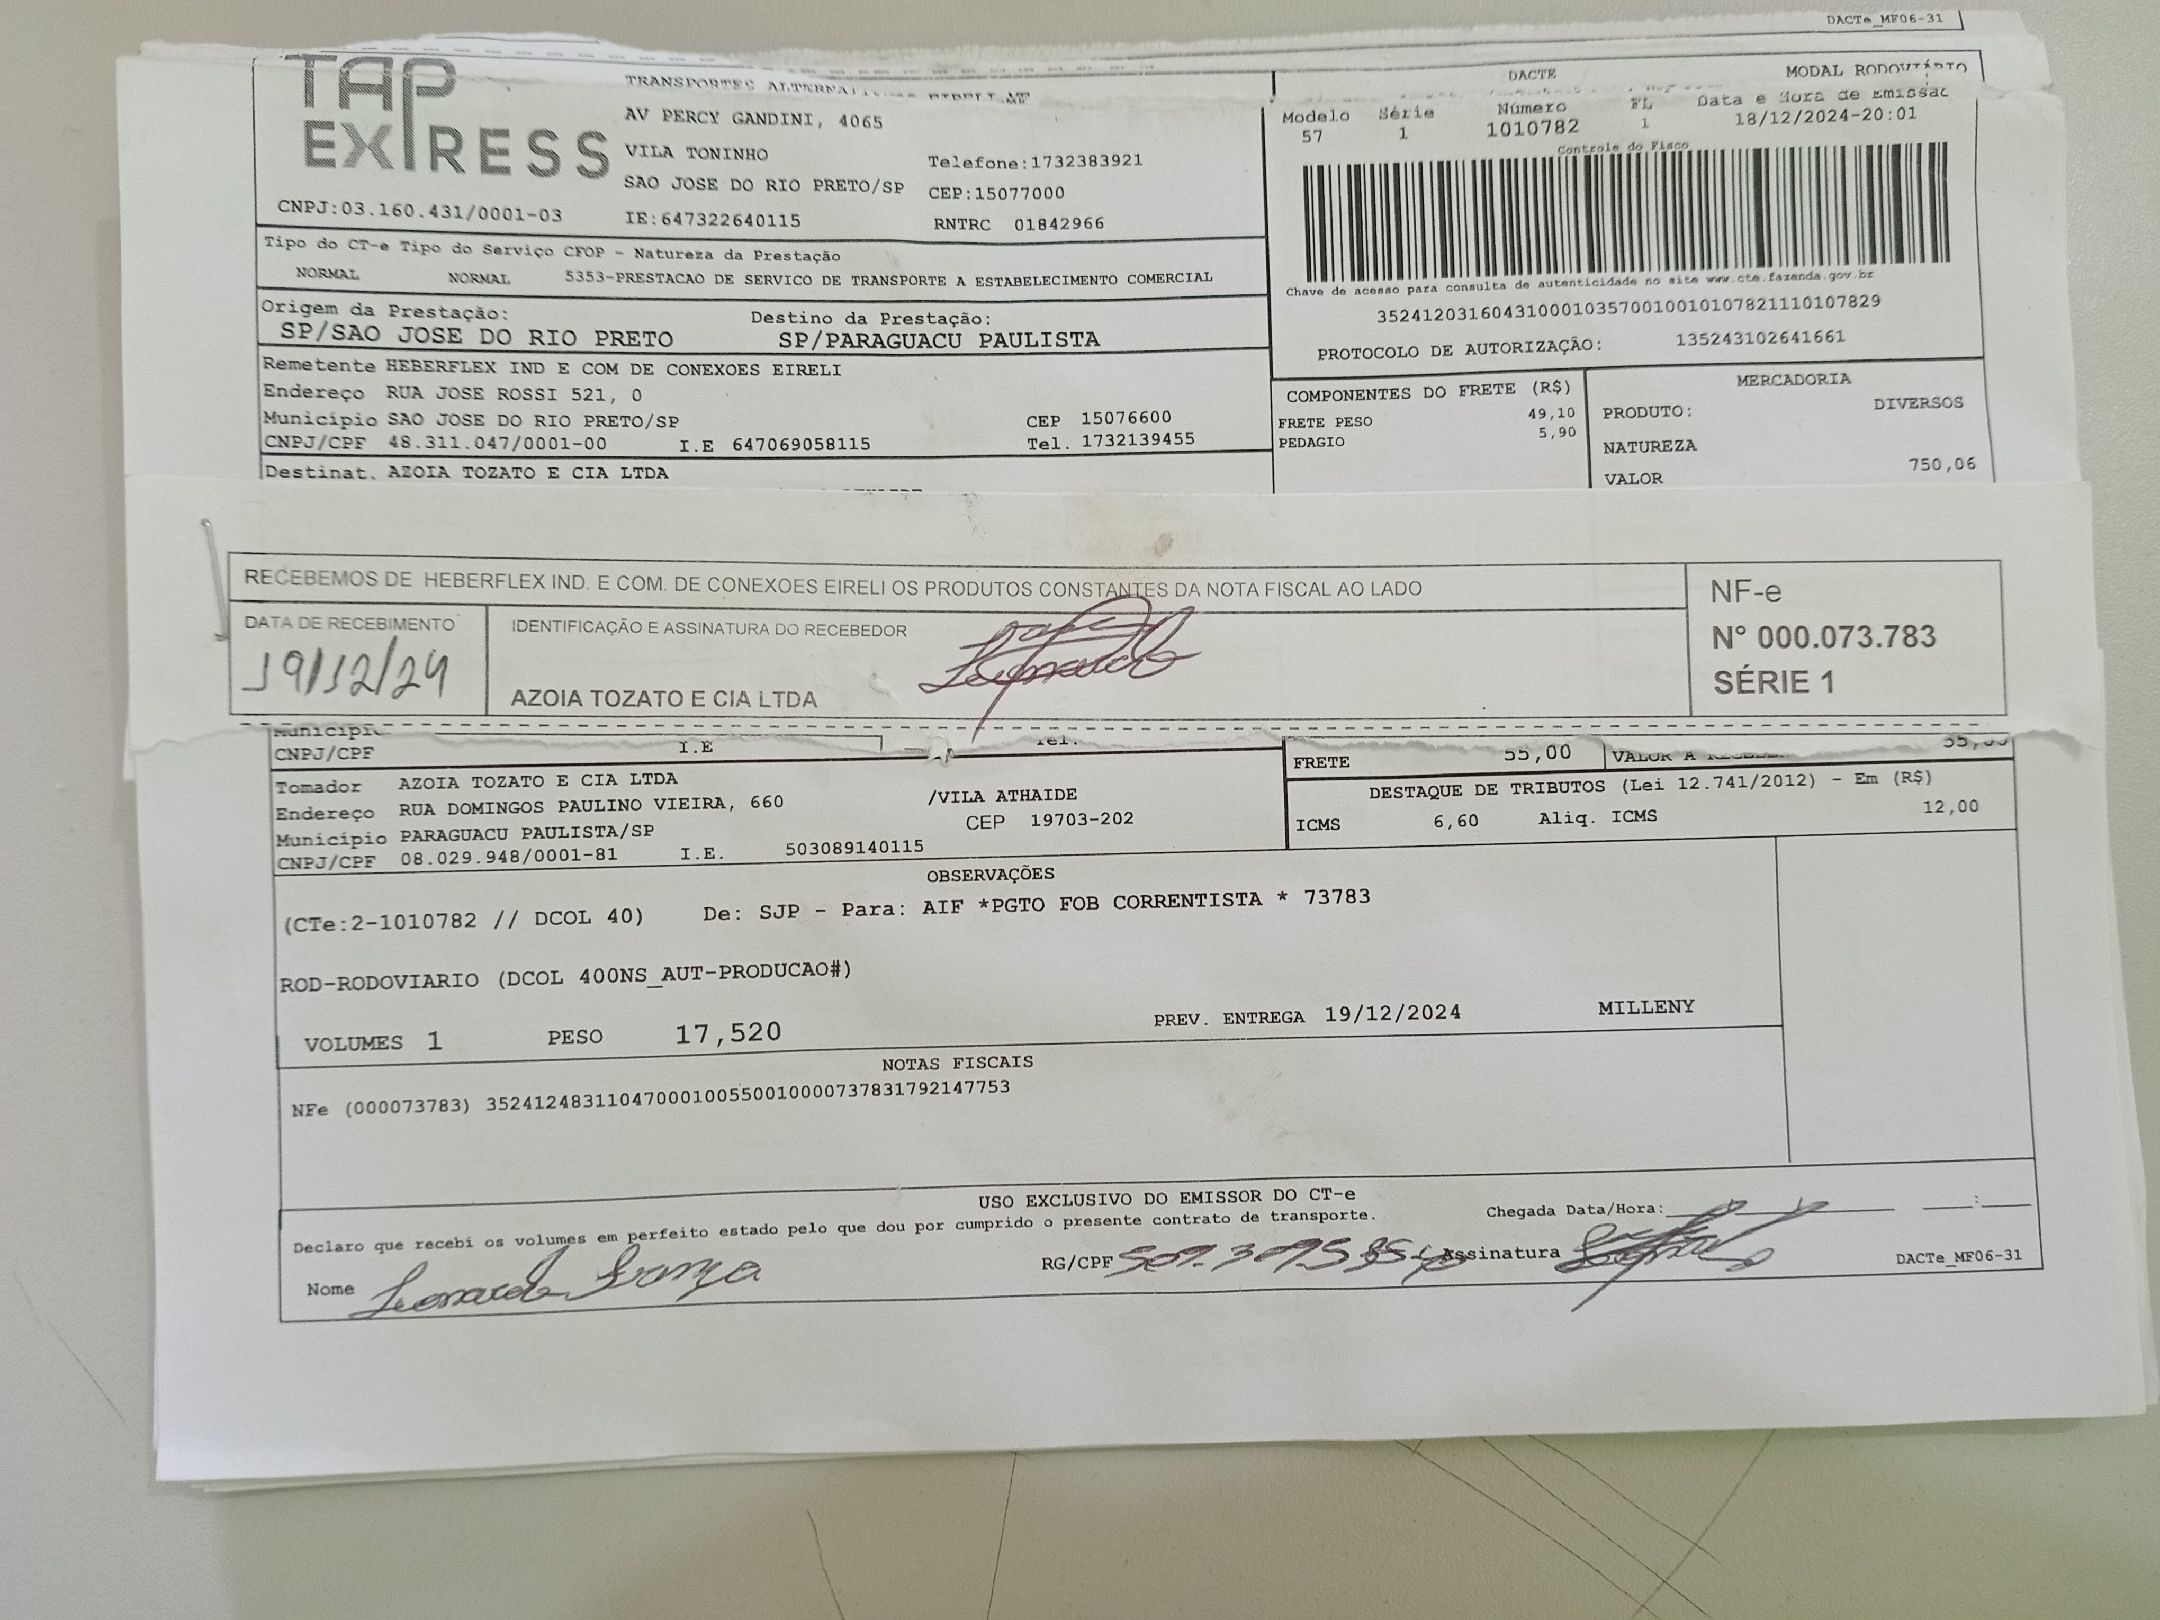 DACTe_MF06-31
TAP EXPRESS
TRANSPORTES
AV PERCY GANDINI, 4065
VILA TONINHO Telefone:1732383921
SAO JOSE DO RIO PRETO/SP CEP:15077000
CNPJ:03.160.431/0001-03 IE:647322640115 RNTRC 01842966
DACTE MODAL RODOVIÁRIO
Modelo Série Número FL Data e Hora de Emissao
57 1 1010782 1 18/12/2024-20:01
Controle do Fisco
Chave de acesso para consulta de autenticidade no site www.cte.fazenda.gov.br
35241203160431000103570010010107821110107829
PROTOCOLO DE AUTORIZAÇÃO: 135243102641661
Tipo do CT-e Tipo do Serviço CFOP - Natureza da Prestação
NORMAL NORMAL 5353-PRESTACAO DE SERVICO DE TRANSPORTE A ESTABELECIMENTO COMERCIAL
Origem da Prestação: Destino da Prestação:
SP/SAO JOSE DO RIO PRETO SP/PARAGUACU PAULISTA
Remetente HEBERFLEX IND E COM DE CONEXOES EIRELI
Endereço RUA JOSE ROSSI 521, 0
Município SAO JOSE DO RIO PRETO/SP CEP 15076600
CNPJ/CPF 48.311.047/0001-00 I.E 647069058115 Tel. 1732139455
Destinat. AZOIA TOZATO E CIA LTDA
COMPONENTES DO FRETE (R$)
FRETE PESO 49,10
PEDAGIO 5,90
MERCADORIA
PRODUTO: DIVERSOS
NATUREZA
VALOR 750,06
RECEBEMOS DE HEBERFLEX IND. E COM. DE CONEXOES EIRELI OS PRODUTOS CONSTANTES DA NOTA FISCAL AO LADO
DATA DE RECEBIMENTO
19/12/24
IDENTIFICAÇÃO E ASSINATURA DO RECEBEDOR
AZOIA TOZATO E CIA LTDA
NF-e
N° 000.073.783
SÉRIE 1
Município
CNPJ/CPF I.E Tel.
FRETE 55,00 VALOR A
Tomador AZOIA TOZATO E CIA LTDA
Endereço RUA DOMINGOS PAULINO VIEIRA, 660 /VILA ATHAIDE
Município PARAGUACU PAULISTA/SP CEP 19703-202
CNPJ/CPF 08.029.948/0001-81 I.E. 503089140115
DESTAQUE DE TRIBUTOS (Lei 12.741/2012) - Em (R$)
ICMS 6,60 Aliq. ICMS 12,00
OBSERVAÇÕES
(CTe:2-1010782 // DCOL 40) De: SJP - Para: AIF *PGTO FOB CORRENTISTA * 73783
ROD-RODOVIARIO (DCOL 400NS_AUT-PRODUCAO#)
VOLUMES 1 PESO 17,520 PREV. ENTREGA 19/12/2024 MILLENY
NOTAS FISCAIS
NFe (000073783) 35241248311047000100550010000737831792147753
USO EXCLUSIVO DO EMISSOR DO CT-e
Declaro que recebi os volumes em perfeito estado pelo que dou por cumprido o presente contrato de transporte. Chegada Data/Hora: :
Nome Leonardo RG/CPF Assinatura
DACTe_MF06-31